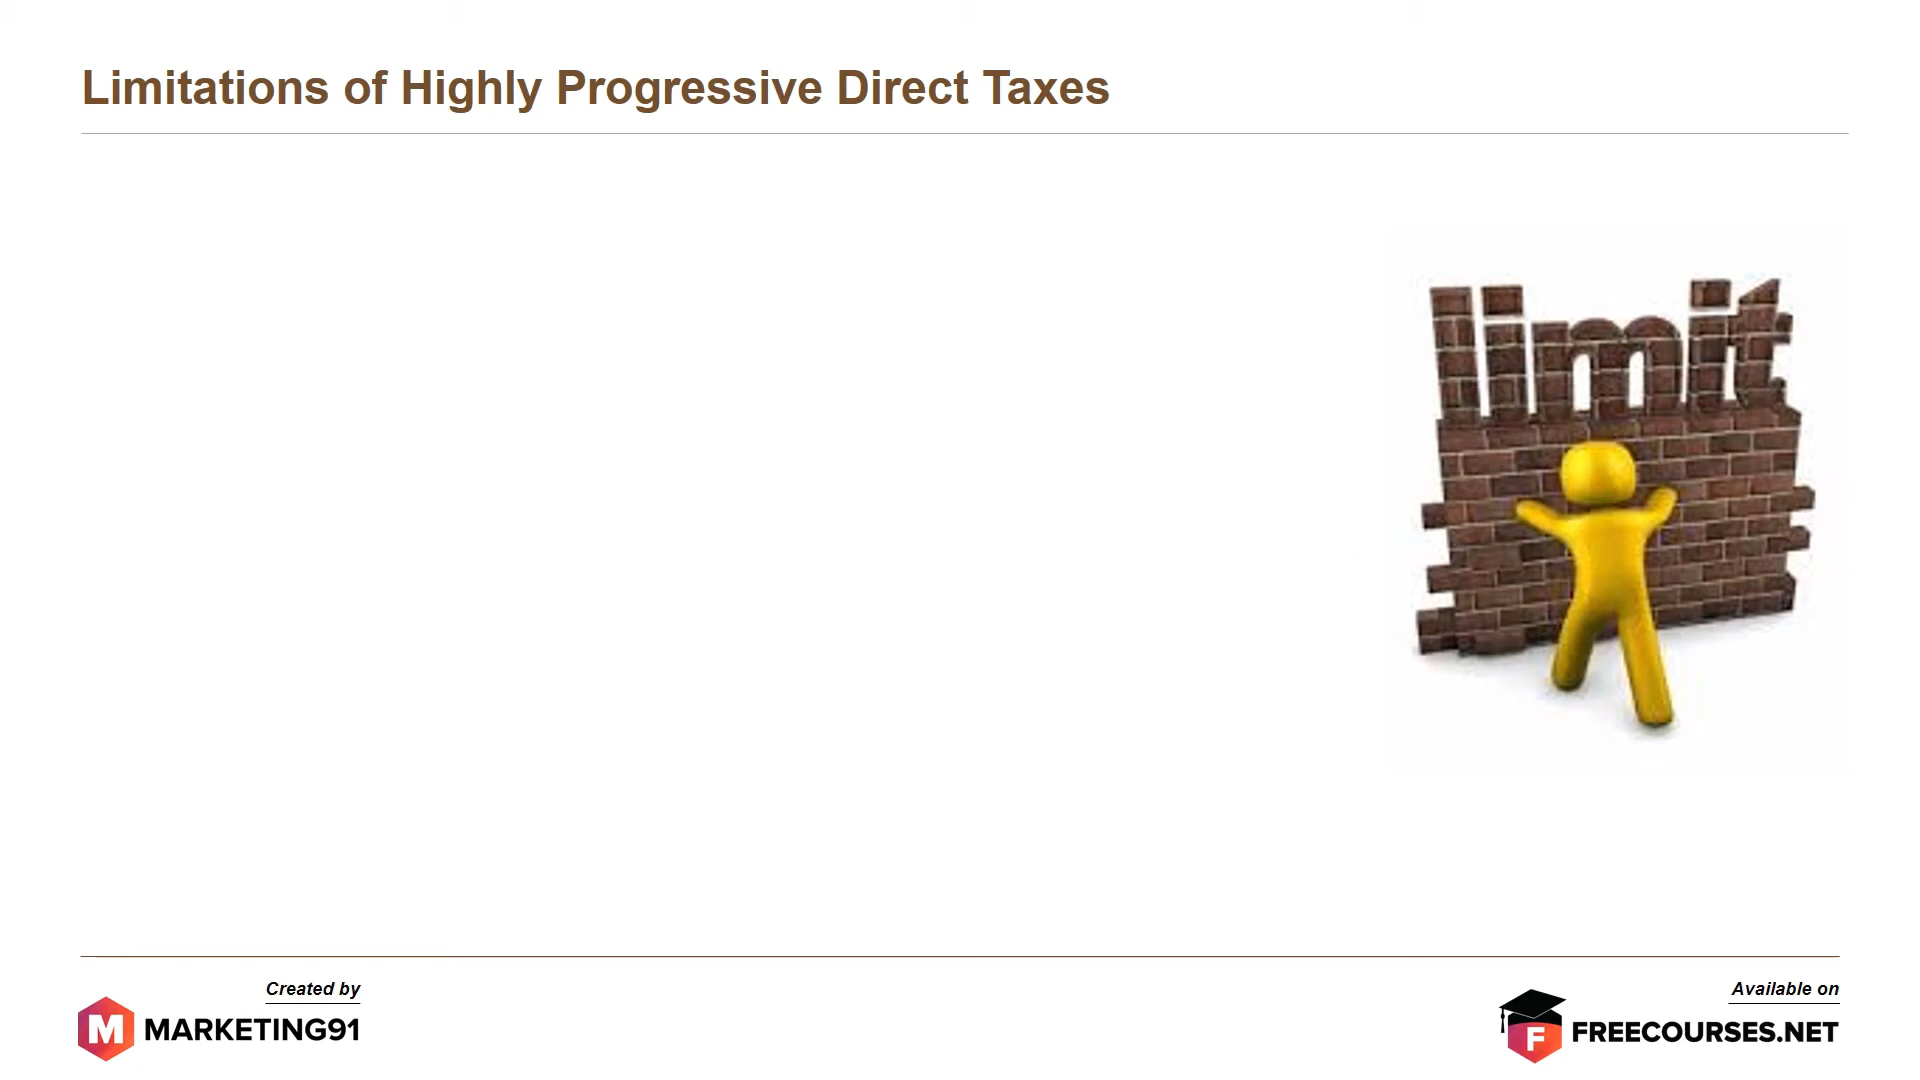 Limitations of Highly Progressive Direct Taxes
limit
Created by
M MARKETING91
Available on
F FREECOURSES.NET